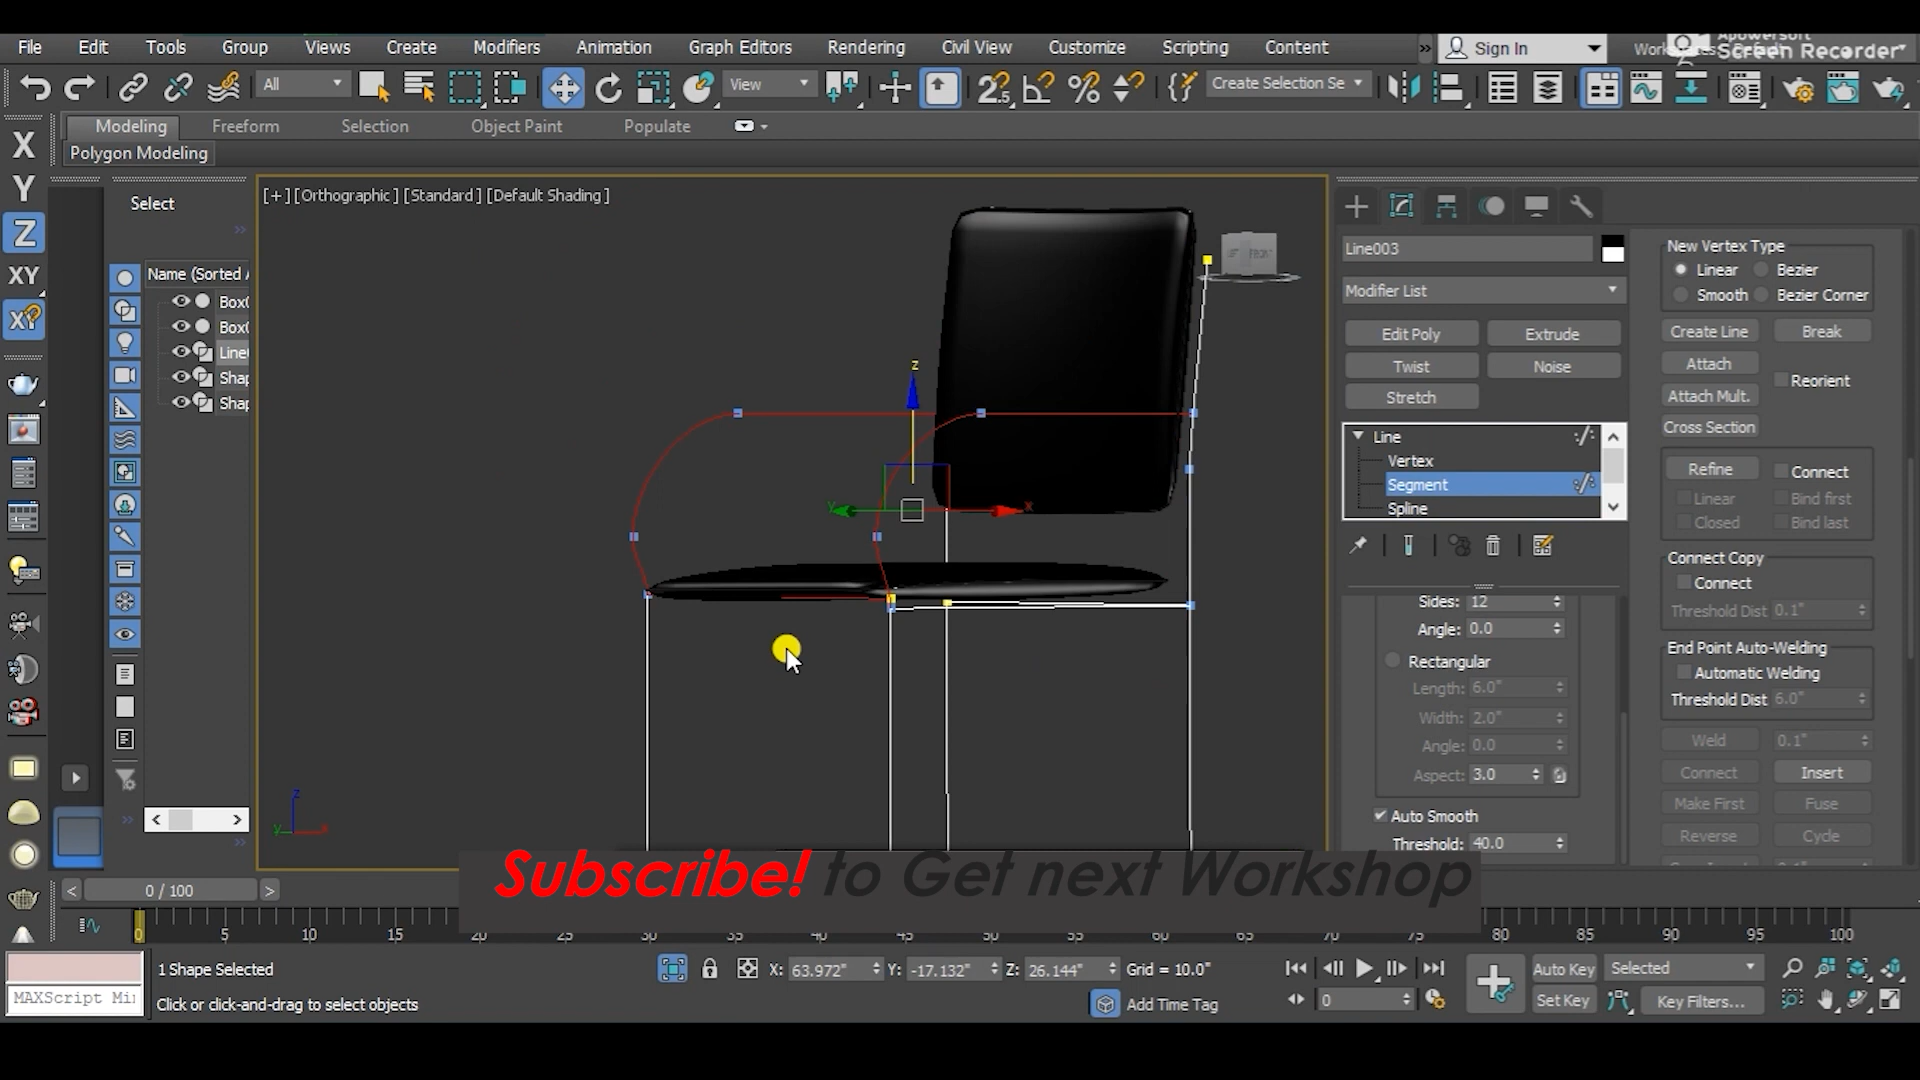 File Edit Tools Group Views Create Modifiers Animation Graph Editors Rendering Civil View Customize Scripting Content
Sign In
Apowersoft
Screen Recorder
All
View
Create Selection Se
Modeling Freeform Selection Object Paint Populate
Polygon Modeling
X
Y
Z
XY
Select
[+] [Orthographic ] [Standard ] [Default Shading ]
Name (Sorted A
Box0
Box0
Line
Shap
Shap
z
x
z
x
y
FRONT
Line003
Modifier List
Edit Poly Extrude
Twist Noise
Stretch
Line
Vertex
Segment
Spline
Sides: 12
Angle: 0.0
Rectangular
Length: 6.0"
Width: 2.0"
Angle: 0.0
Aspect: 3.0
Auto Smooth
Threshold: 40.0
New Vertex Type
Linear Bezier
Smooth Bezier Corner
Create Line Break
Attach
Reorient
Attach Mult.
Cross Section
Refine Connect
Linear Bind first
Closed Bind last
Connect Copy
Connect
Threshold Dist 0.1"
End Point Auto-Welding
Automatic Welding
Threshold Dist 6.0"
Weld 0.1"
Connect Insert
Make First Fuse
Reverse Cycle
Subscribe! to Get next Workshop
0 / 100
0 5 10 15 20 25 30 35 40 45 50 55 60 65 70 75 80 85 90 95 100
1 Shape Selected
X: 63.972" Y: -17.132" Z: 26.144" Grid = 10.0"
Auto Key Selected
MAXScript Mi
Click or click-and-drag to select objects
Add Time Tag
0
Set Key Key Filters...